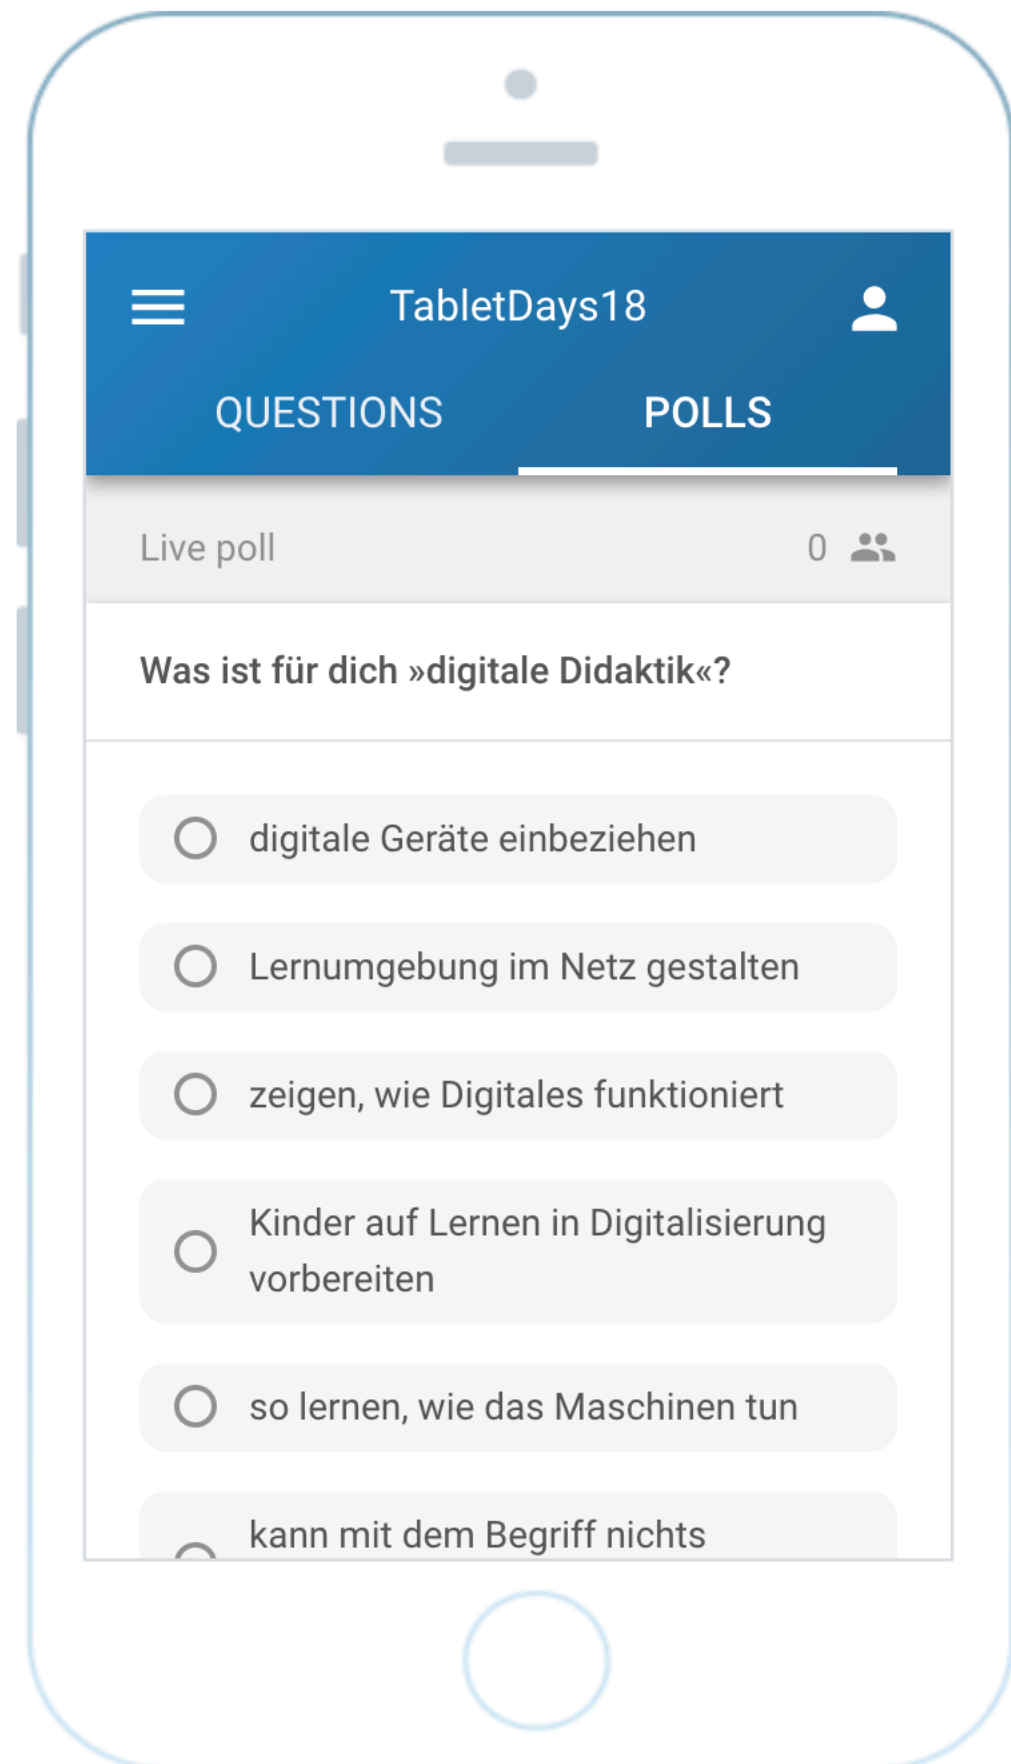 TabletDays18
QUESTIONS POLLS
Live poll 0
Was ist für dich »digitale Didaktik«?
digitale Geräte einbeziehen
Lernumgebung im Netz gestalten
zeigen, wie Digitales funktioniert
Kinder auf Lernen in Digitalisierung
vorbereiten
so lernen, wie das Maschinen tun
kann mit dem Begriff nichts